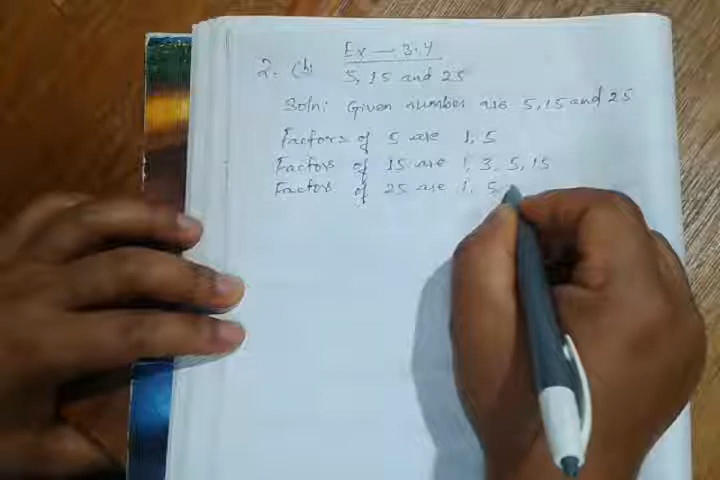 Ex — 3.4
2. (b) 5, 15 and 25
Soln: Given number are 5, 15 and 25
Factors of 5 are 1, 5
Factors of 15 are 1, 3, 5, 15
Factors of 25 are 1, 5,